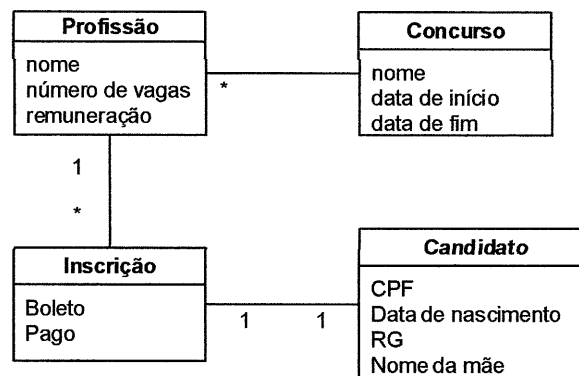 Profissão
nome
número de vagas
remuneração
Concurso
nome
data de início
data de fim
*
1
*
Inscrição
Boleto
Pago
1
1
Candidato
CPF
Data de nascimento
RG
Nome da mãe